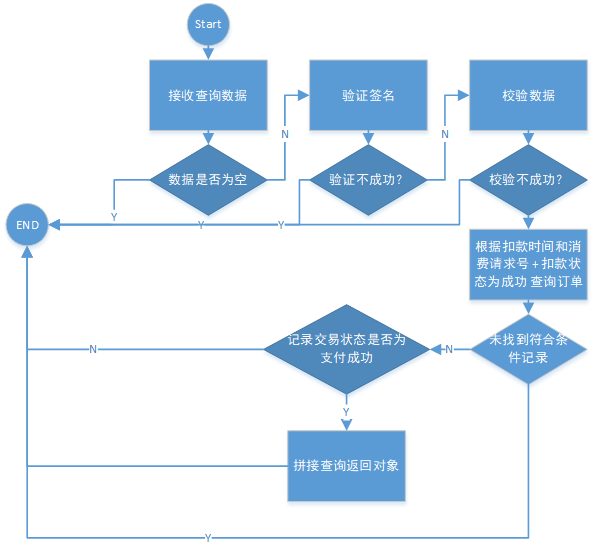 Start
接收查询数据
验证签名
校验数据
N
N
数据是否为空
验证不成功？
校验不成功？
Y
Y
Y
END
根据扣款时间和消
费请求号+扣款状
态为成功 查询订单
记录交易状态是否为
支付成功
未找到符合条
件记录
N
N
Y
拼接查询返回对象
Y